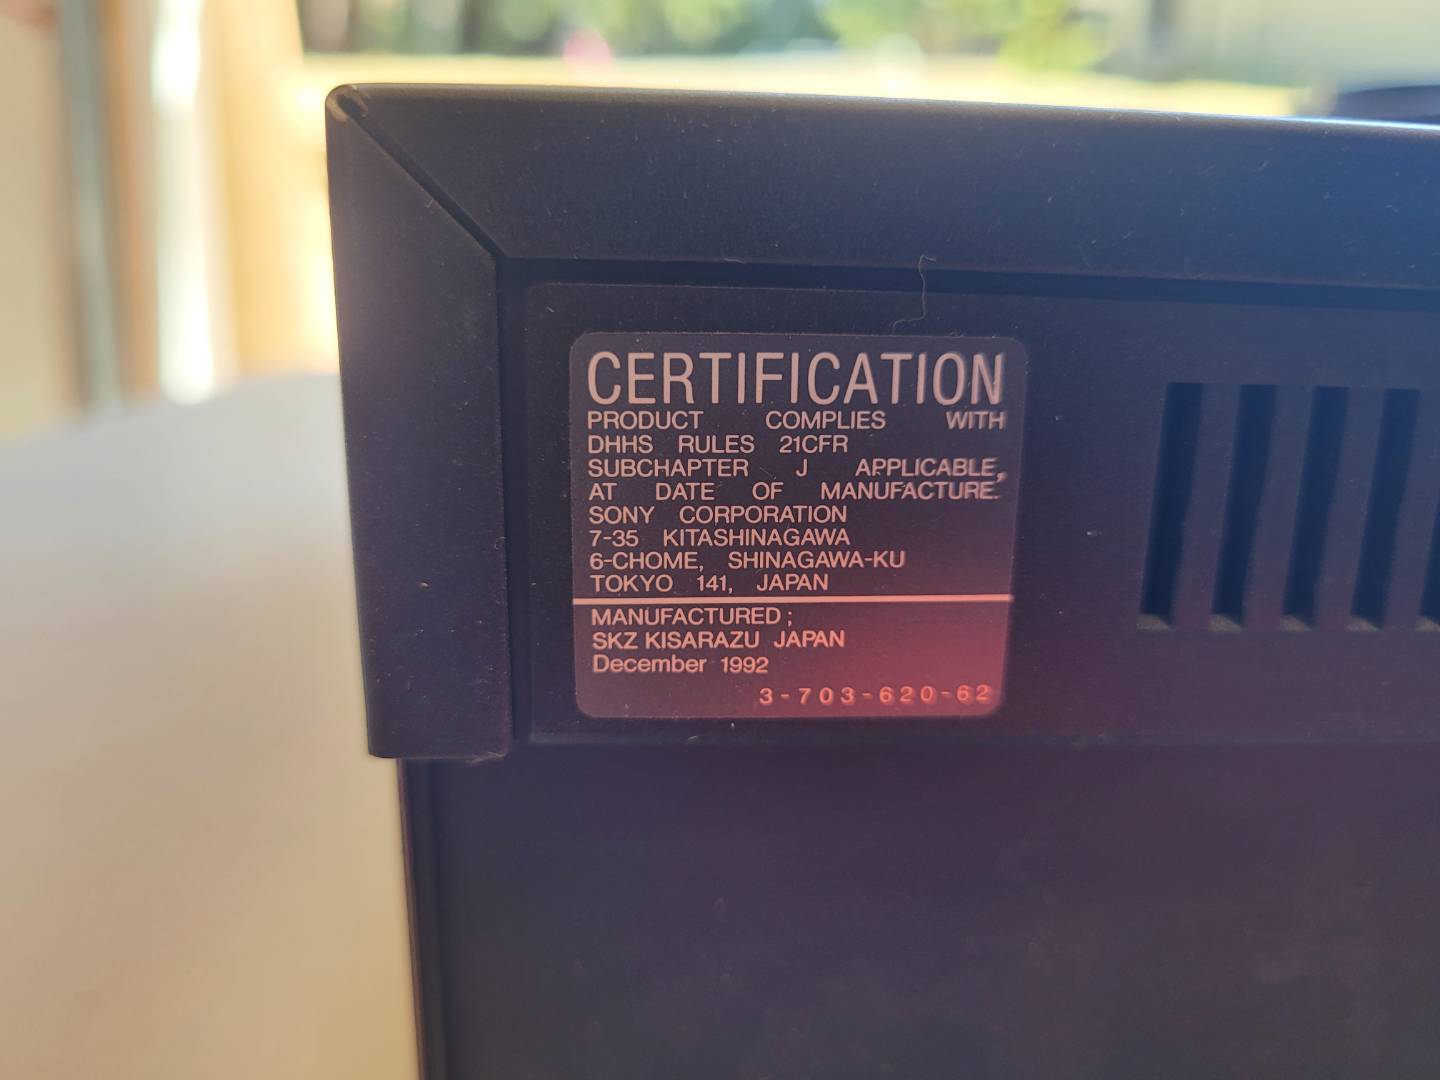 CERTIFICATION
PRODUCT COMPLIES WITH
DHHS RULES 21CFR
SUBCHAPTER J APPLICABLE,
AT DATE OF MANUFACTURE.
SONY CORPORATION
7-35 KITASHINAGAWA
6-CHOME, SHINAGAWA-KU
TOKYO 141, JAPAN
MANUFACTURED ;
SKZ KISARAZU JAPAN
December 1992
3-703-620-62